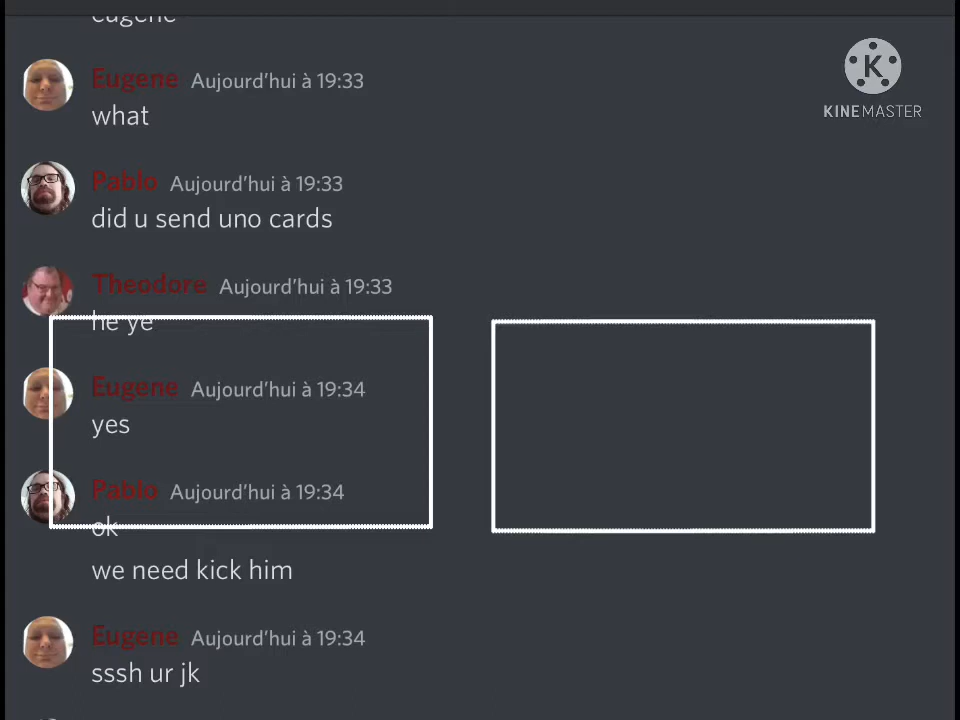 eugene
Eugene Aujourd'hui à 19:33
what
KINEMASTER
Pablo Aujourd'hui à 19:33
did u send uno cards
Theodore Aujourd'hui à 19:33
he ye
Eugene Aujourd'hui à 19:34
yes
Pablo Aujourd'hui à 19:34
ok
we need kick him
Eugene Aujourd'hui à 19:34
sssh ur jk